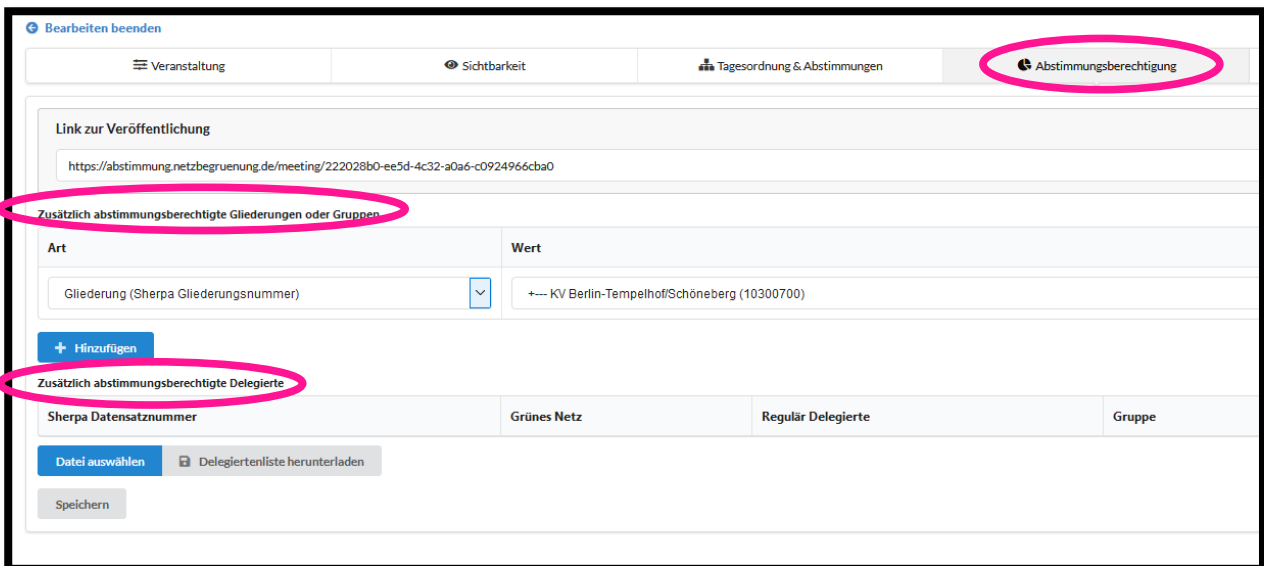 Bearbeiten beenden
Veranstaltung Sichtbarkeit Tagesordnung & Abstimmungen Abstimmungsberechtigung
Link zur Veröffentlichung
https://abstimmung.netzbegruenung.de/meeting/222028b0-ee5d-4c32-a0a6-c0924966cba0
Zusätzlich abstimmungsberechtigte Gliederungen oder Gruppen
Art Wert
Gliederung (Sherpa Gliederungsnummer) +--- KV Berlin-Tempelhof/Schöneberg (10300700)
+ Hinzufügen
Zusätzlich abstimmungsberechtigte Delegierte
Sherpa Datensatznummer Grünes Netz Regulär Delegierte Gruppe
Datei auswählen Delegiertenliste herunterladen
Speichern